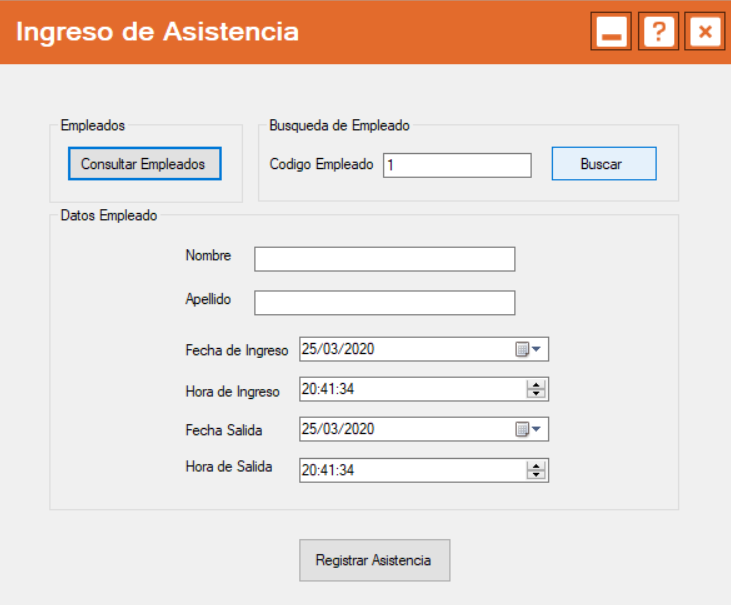 Ingreso de Asistencia
?
Empleados
Consultar Empleados
Busqueda de Empleado
Codigo Empleado 1 Buscar
Datos Empleado
Nombre
Apellido
Fecha de Ingreso 25/03/2020
Hora de Ingreso 20:41:34
Fecha Salida 25/03/2020
Hora de Salida 20:41:34
Registrar Asistencia